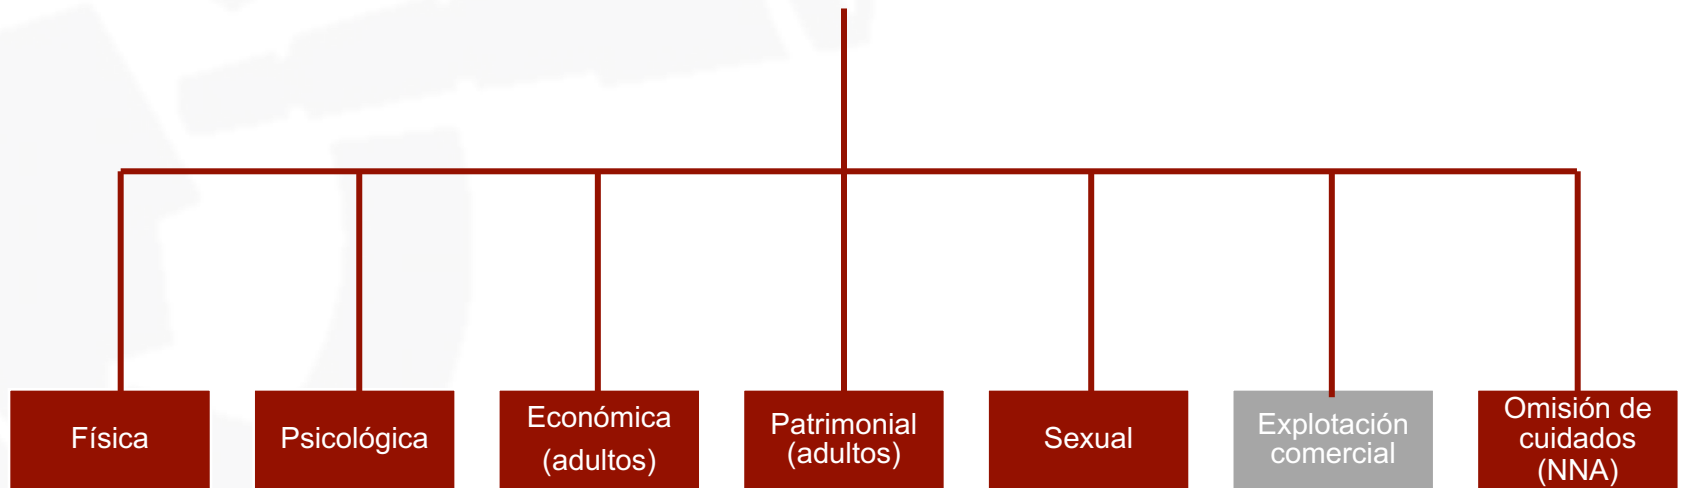 Física
Psicológica
Económica
(adultos)
Patrimonial
(adultos)
Sexual
Explotación
comercial
Omisión de
cuidados
(NNA)